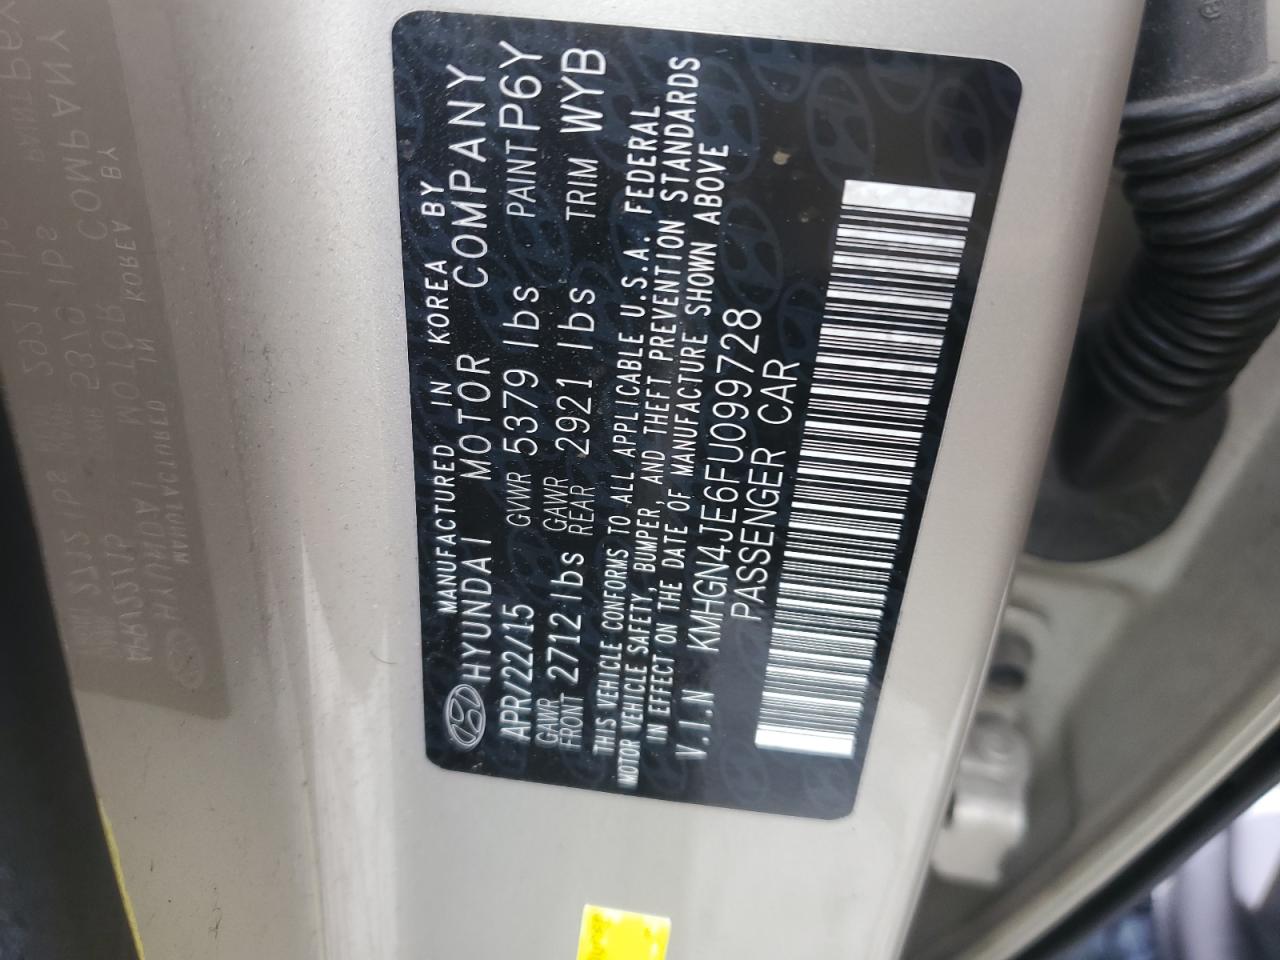 MANUFACTURED IN KOREA BY
HYUNDAI MOTOR COMPANY
APR/22/15 GVWR 5379 lbs PAINT P6Y
GAWR FRONT 2712 lbs GAWR REAR 2921 lbs TRIM WYB
THIS VEHICLE CONFORMS TO ALL APPLICABLE U.S.A. FEDERAL
MOTOR VEHICLE SAFETY, BUMPER, AND THEFT PREVENTION STANDARDS
IN EFFECT ON THE DATE OF MANUFACTURE SHOWN ABOVE
V.I.N KMHGN4JE6FU099728
PASSENGER CAR